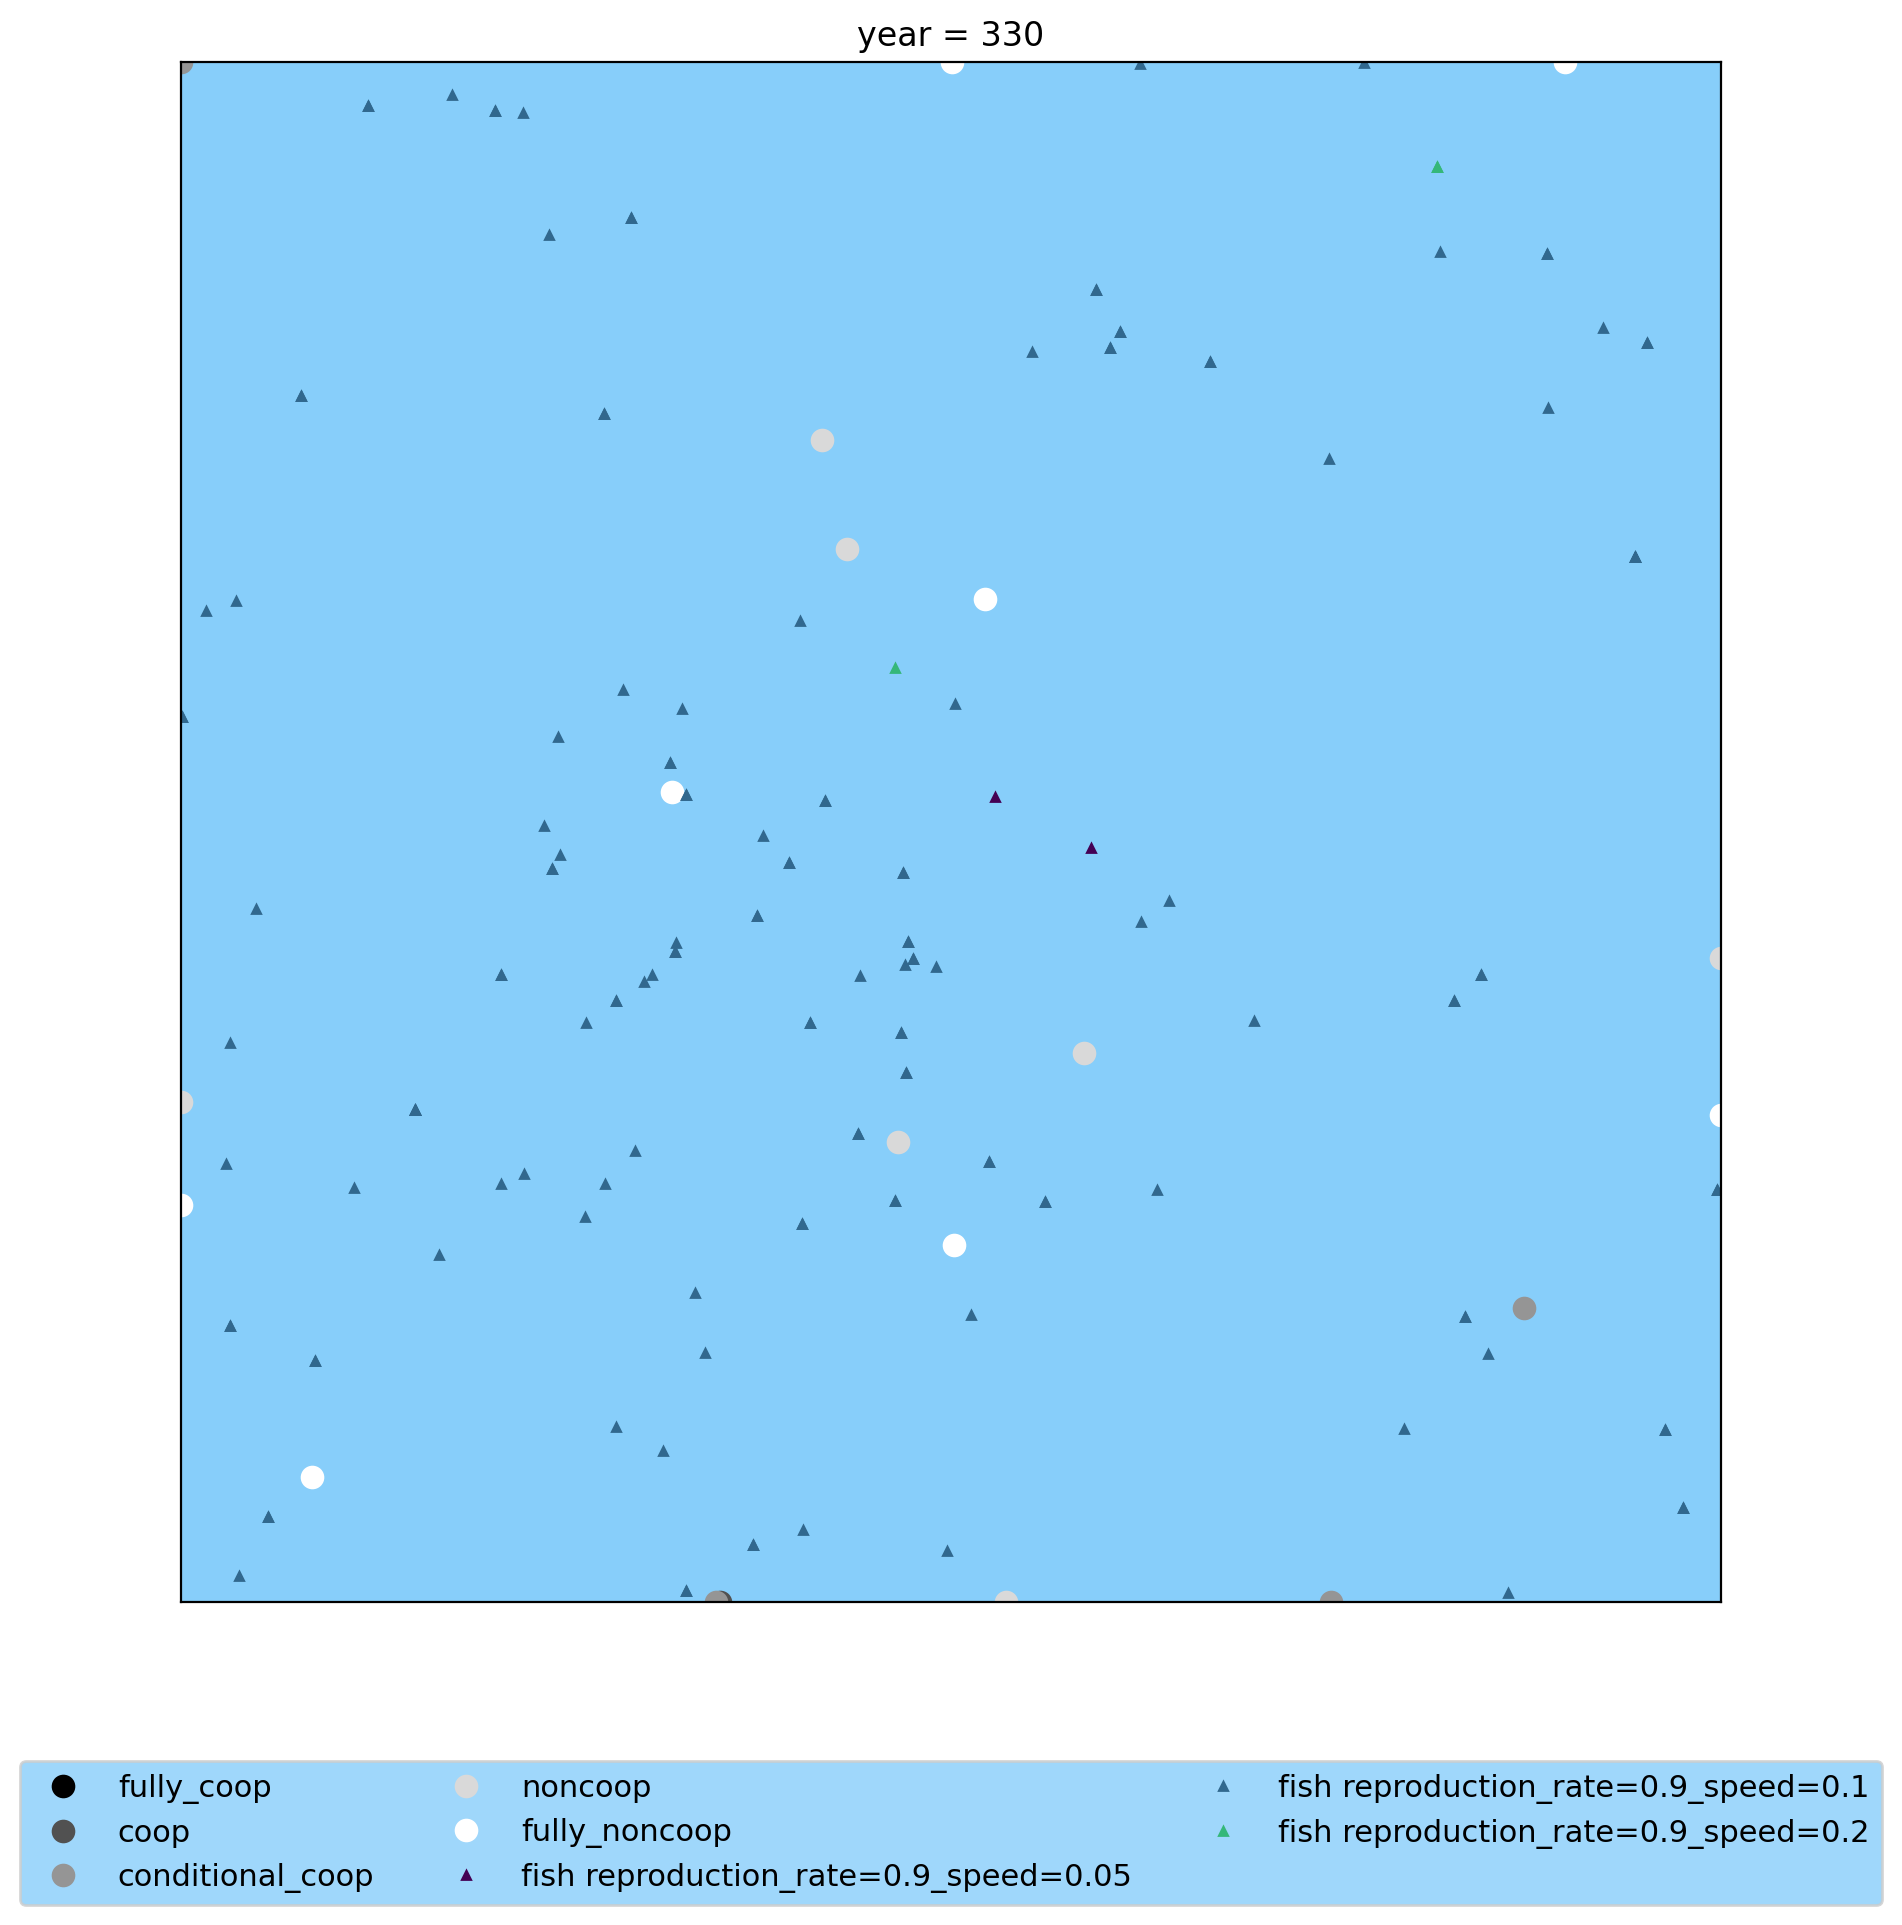 year = 330
fully_coop
coop
conditional_coop
noncoop
fully_noncoop
fish reproduction_rate=0.9_speed=0.05
fish reproduction_rate=0.9_speed=0.1
fish reproduction_rate=0.9_speed=0.2